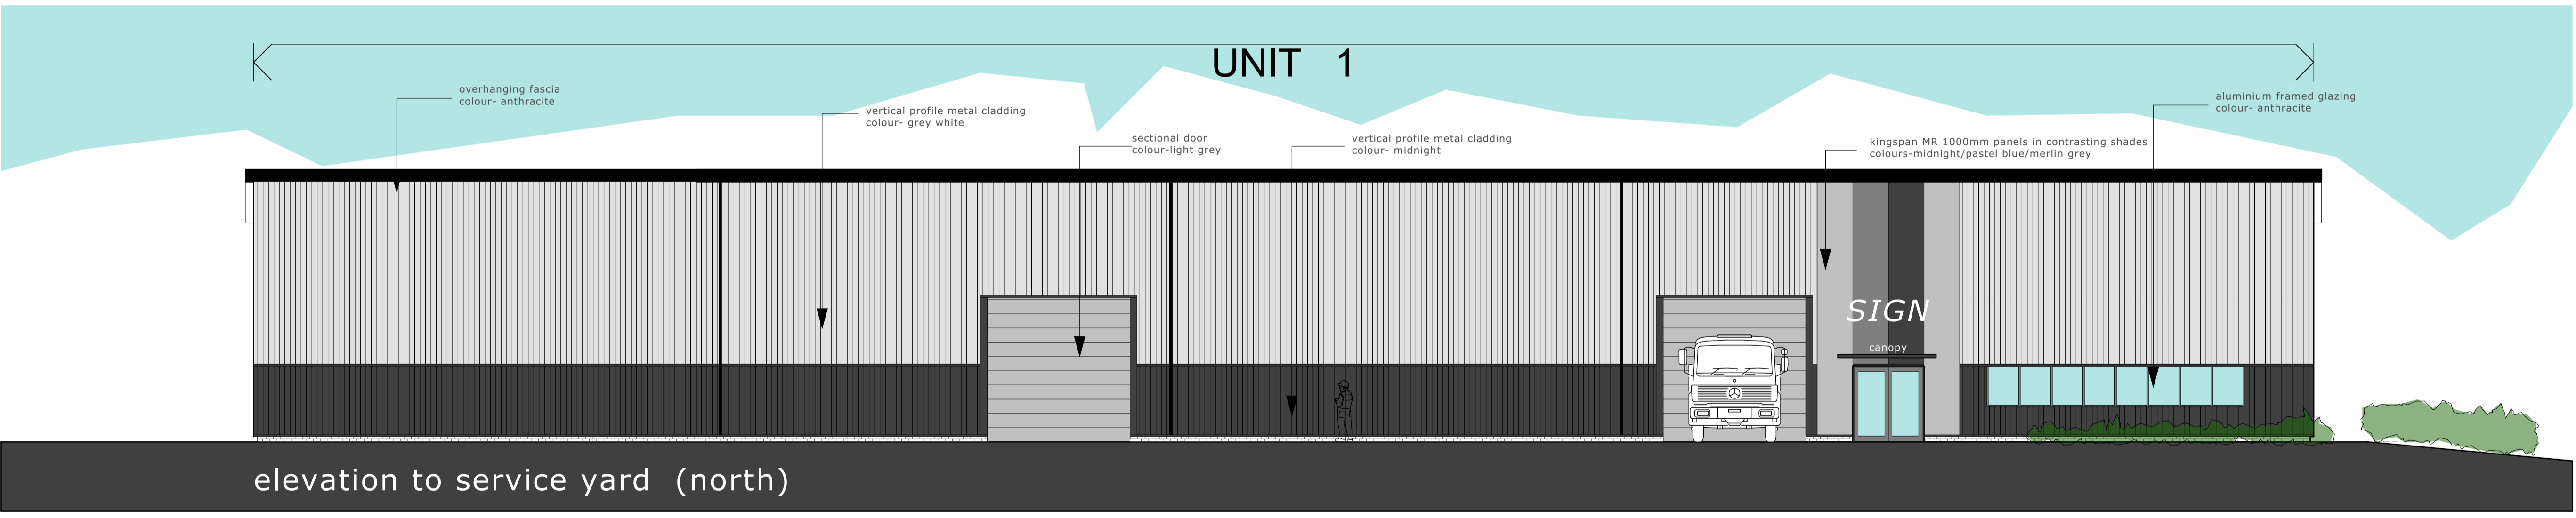 UNIT 1
overhanging fascia
colour- anthracite
vertical profile metal cladding
colour- grey white
sectional door
colour-light grey
vertical profile metal cladding
colour- midnight
kingspan MR 1000mm panels in contrasting shades
colours-midnight/pastel blue/merlin grey
aluminium framed glazing
colour- anthracite
SIGN
canopy
elevation to service yard (north)